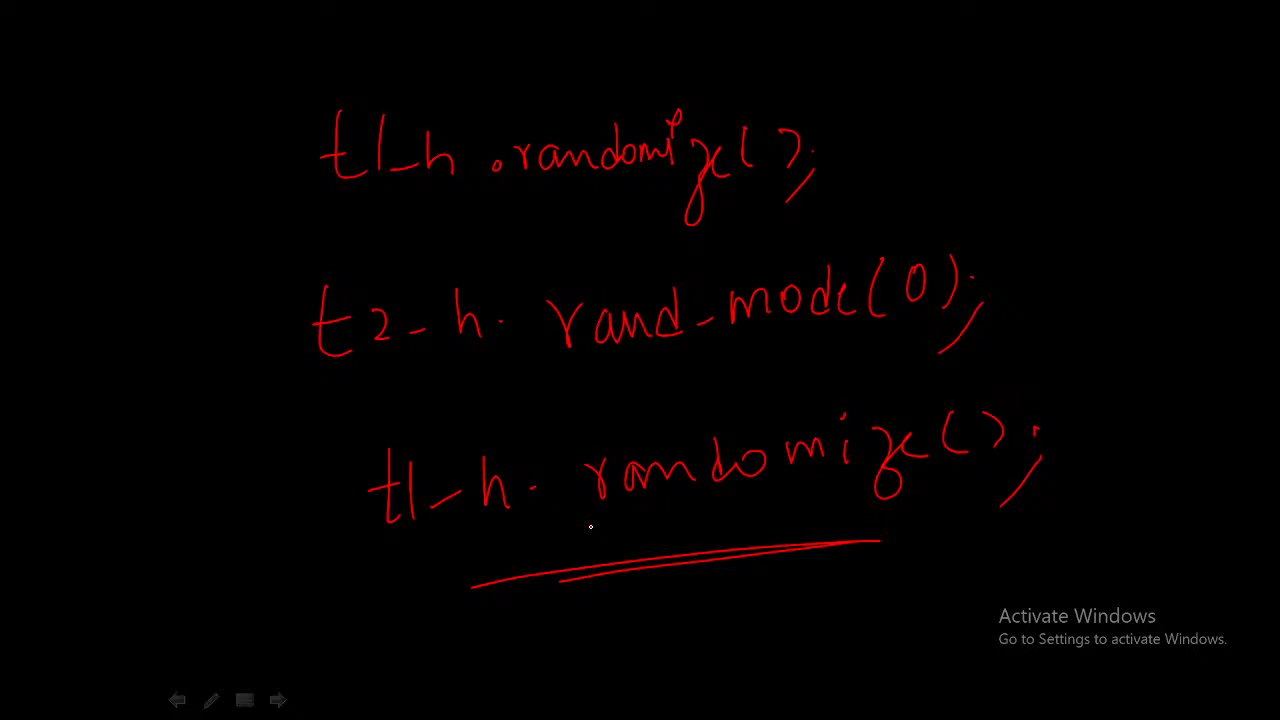 t1_h.randomize();
t2_h.rand_mode(0);
t1_h.randomize();
Activate Windows
Go to Settings to activate Windows.